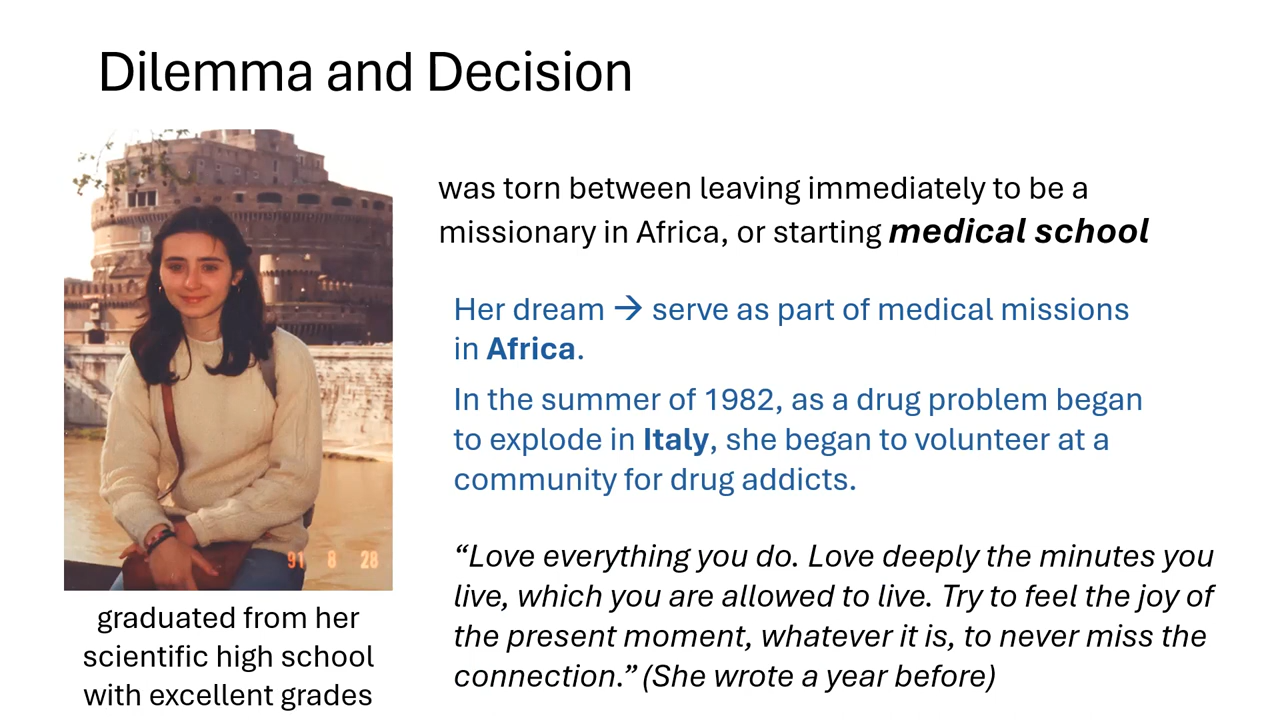 Dilemma and Decision
was torn between leaving immediately to be a
missionary in Africa, or starting medical school
Her dream → serve as part of medical missions
in Africa.
In the summer of 1982, as a drug problem began
to explode in Italy, she began to volunteer at a
community for drug addicts.
“Love everything you do. Love deeply the minutes you
live, which you are allowed to live. Try to feel the joy of
the present moment, whatever it is, to never miss the
connection.” (She wrote a year before)
91 8 28
graduated from her
scientific high school
with excellent grades